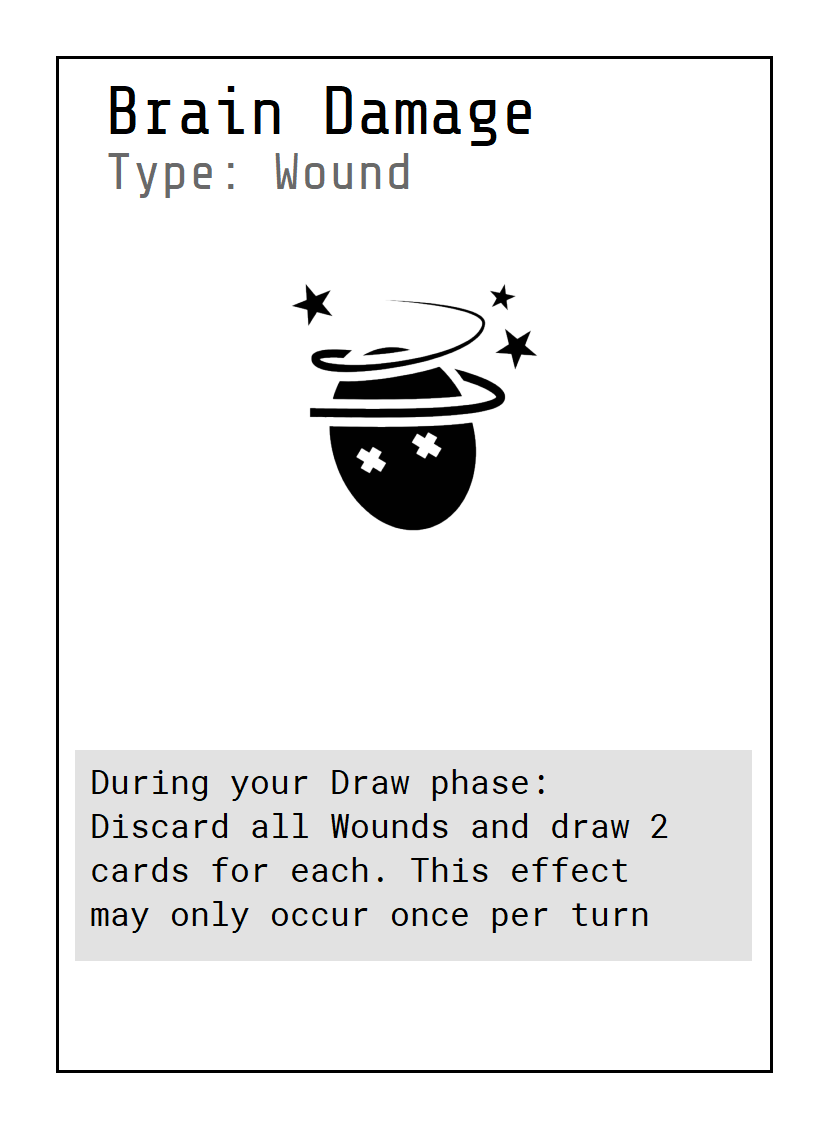 Brain Damage
Type: Wound
During your Draw phase:
Discard all Wounds and draw 2
cards for each. This effect
may only occur once per turn